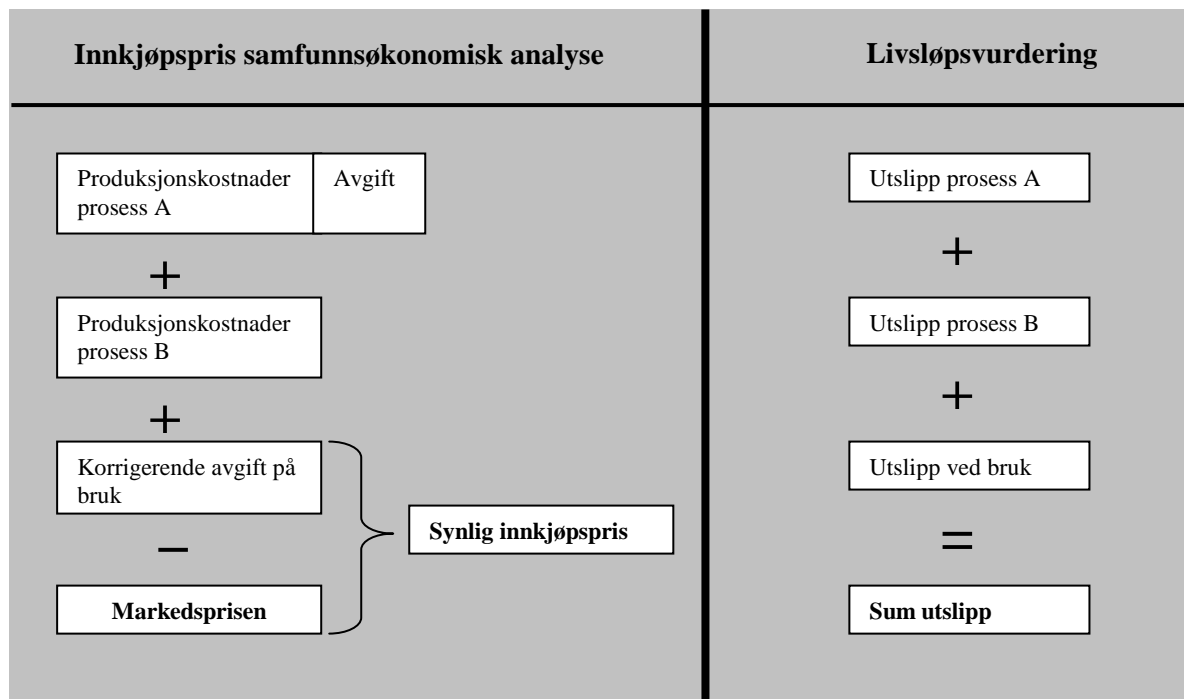 Innkjøpspris samfunnsøkonomisk analyse
Produksjonskostnader
prosess A
Avgift
+
Produksjonskostnader
prosess B
+
Korrigerende avgift på
bruk
–
Markedsprisen
Synlig innkjøpspris
Livsløpsvurdering
Utslipp prosess A
+
Utslipp prosess B
+
Utslipp ved bruk
=
Sum utslipp